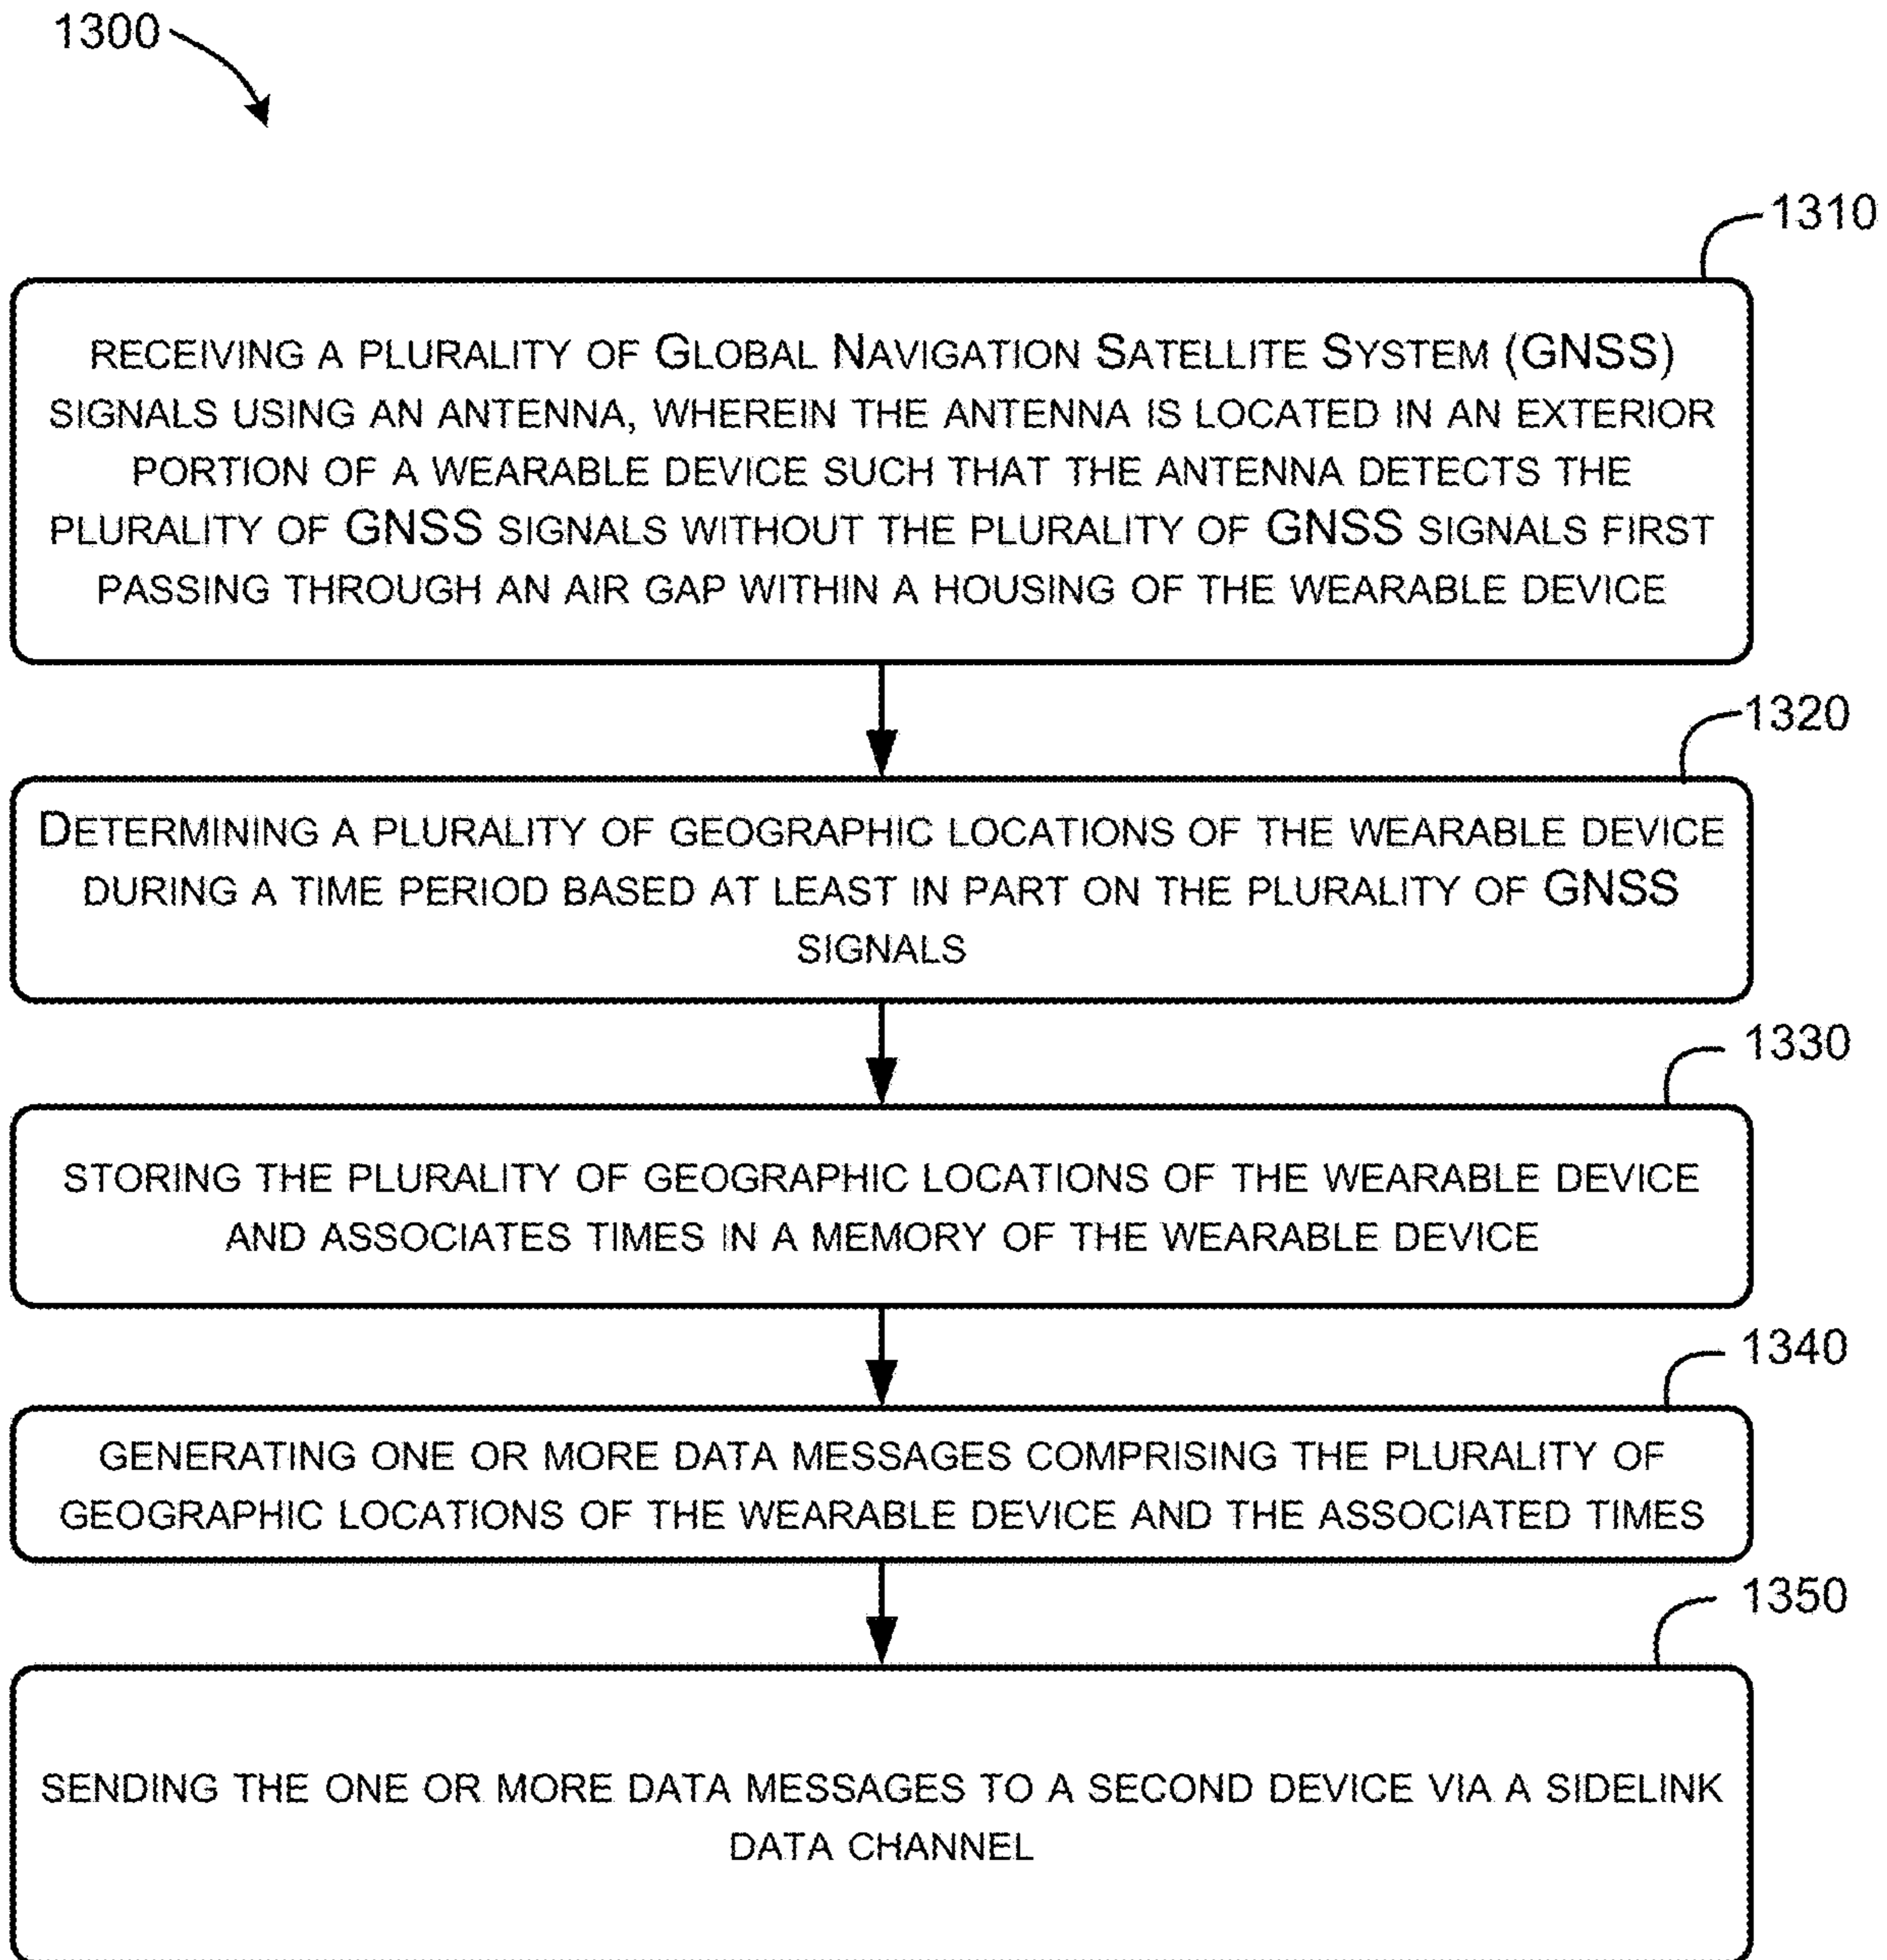 1300
1310
RECEIVING A PLURALITY OF GLOBAL NAVIGATION SATELLITE SYSTEM (GNSS)
SIGNALS USING AN ANTENNA, WHEREIN THE ANTENNA IS LOCATED IN AN EXTERIOR
PORTION OF A WEARABLE DEVICE SUCH THAT THE ANTENNA DETECTS THE
PLURALITY OF GNSS SIGNALS WITHOUT THE PLURALITY OF GNSS SIGNALS FIRST
PASSING THROUGH AN AIR GAP WITHIN A HOUSING OF THE WEARABLE DEVICE
1320
DETERMINING A PLURALITY OF GEOGRAPHIC LOCATIONS OF THE WEARABLE DEVICE
DURING A TIME PERIOD BASED AT LEAST IN PART ON THE PLURALITY OF GNSS
SIGNALS
1330
STORING THE PLURALITY OF GEOGRAPHIC LOCATIONS OF THE WEARABLE DEVICE
AND ASSOCIATES TIMES IN A MEMORY OF THE WEARABLE DEVICE
1340
GENERATING ONE OR MORE DATA MESSAGES COMPRISING THE PLURALITY OF
GEOGRAPHIC LOCATIONS OF THE WEARABLE DEVICE AND THE ASSOCIATED TIMES
1350
SENDING THE ONE OR MORE DATA MESSAGES TO A SECOND DEVICE VIA A SIDELINK
DATA CHANNEL